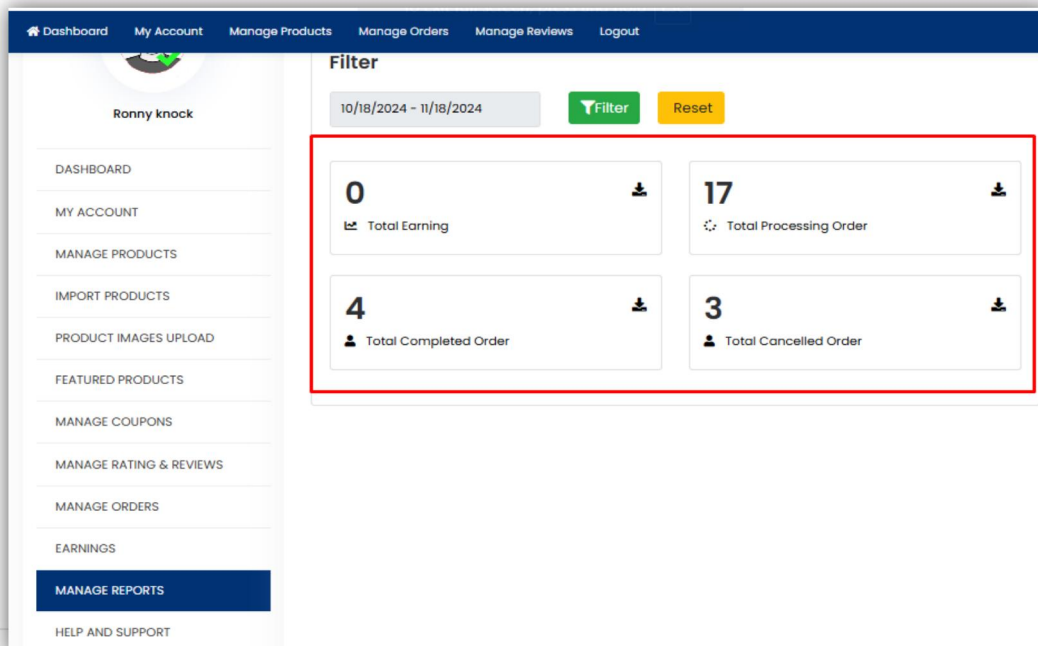 Dashboard My Account Manage Products Manage Orders Manage Reviews Logout
Ronny knock
DASHBOARD
MY ACCOUNT
MANAGE PRODUCTS
IMPORT PRODUCTS
PRODUCT IMAGES UPLOAD
FEATURED PRODUCTS
MANAGE COUPONS
MANAGE RATING & REVIEWS
MANAGE ORDERS
EARNINGS
MANAGE REPORTS
HELP AND SUPPORT
Filter
10/18/2024 - 11/18/2024 Filter Reset
0
Total Earning
17
Total Processing Order
4
Total Completed Order
3
Total Cancelled Order